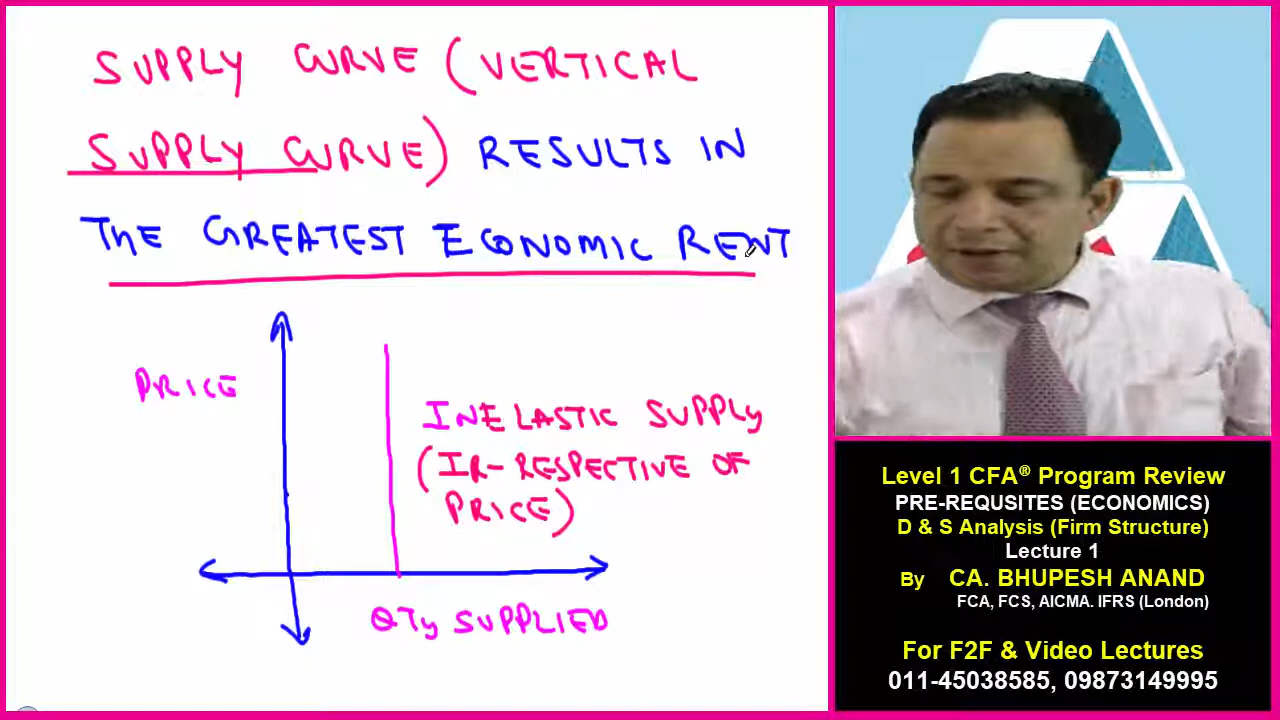 SUPPLY CURVE (VERTICAL
SUPPLY CURVE) RESULTS IN
THE GREATEST ECONOMIC RENT
PRICE
INELASTIC SUPPLY
(IR-RESPECTIVE OF
PRICE)
QTY SUPPLIED
Level 1 CFA® Program Review
PRE-REQUSITES (ECONOMICS)
D & S Analysis (Firm Structure)
Lecture 1
By CA. BHUPESH ANAND
FCA, FCS, AICMA. IFRS (London)
For F2F & Video Lectures
011-45038585, 09873149995